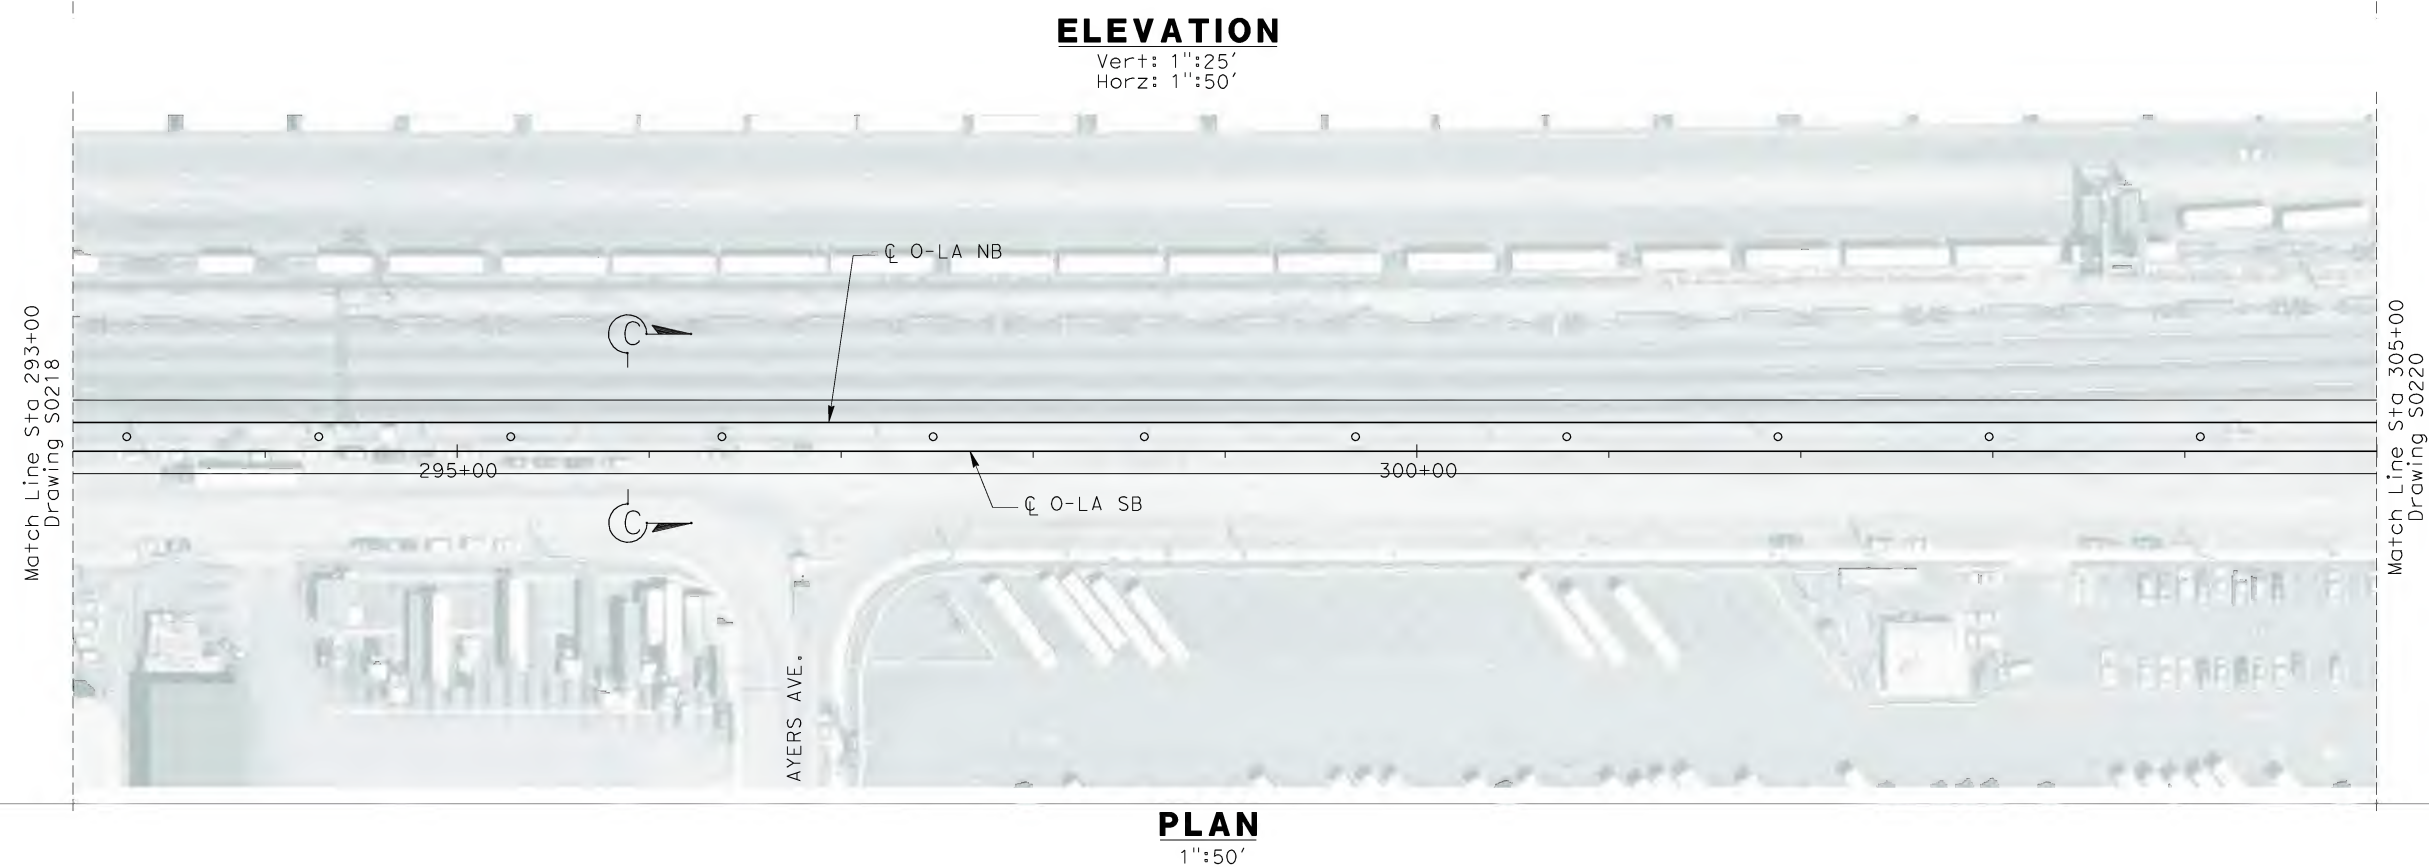 ELEVATION
Vert: 1":25'
Horz: 1":50'
℄ O-LA NB
C
Match Line Sta 293+00
Drawing S0218
Match Line Sta 305+00
Drawing S0220
295+00
300+00
℄ O-LA SB
C
AYERS AVE.
PLAN
1":50'